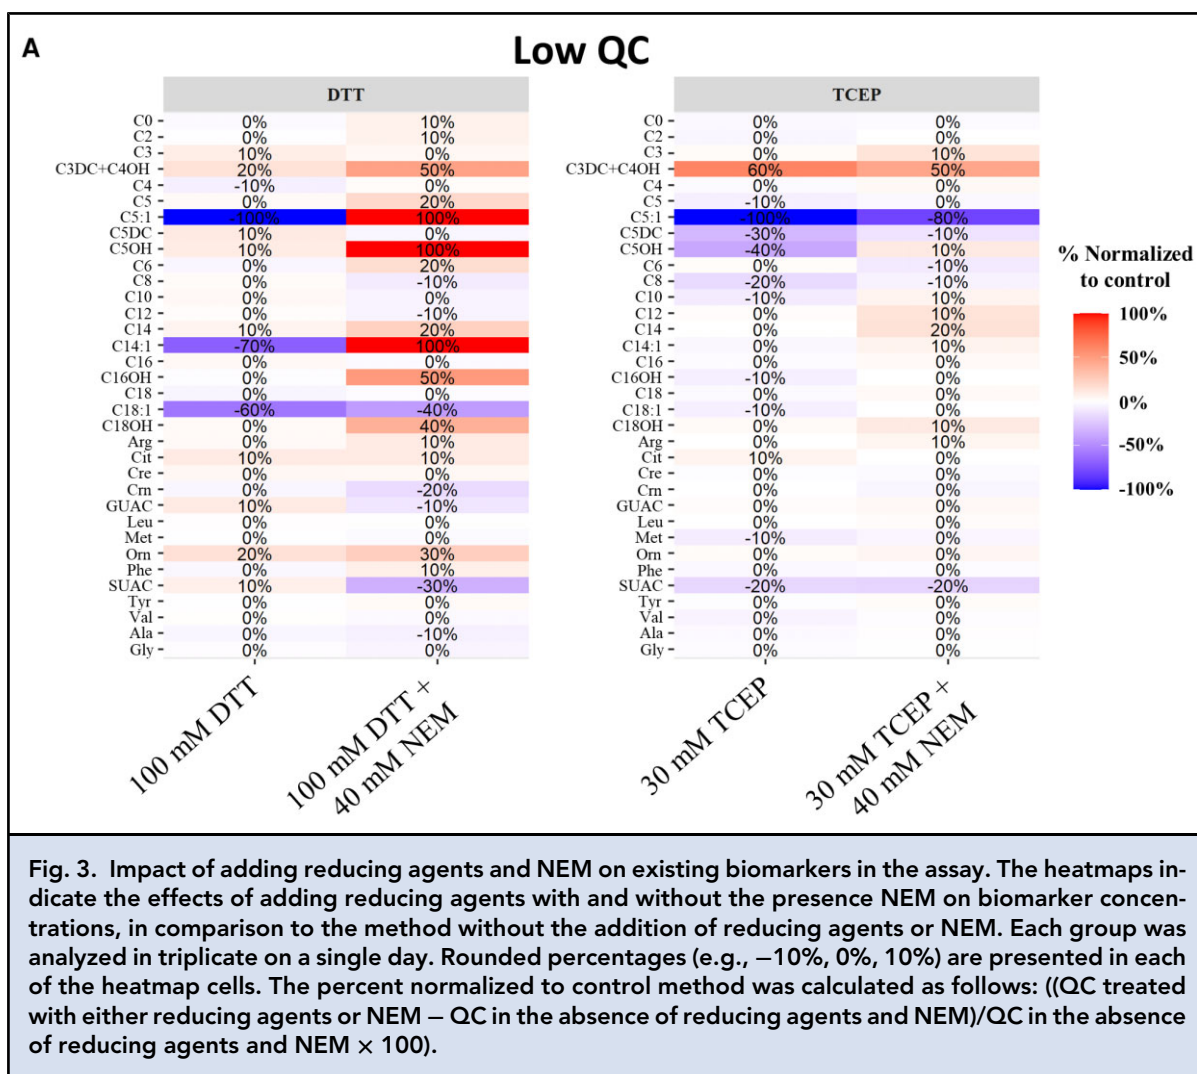 A
Low QC
DTT
C0 0% 10%
C2 0% 10%
C3 10% 0%
C3DC+C4OH 20% 50%
C4 -10% 0%
C5 0% 20%
C5:1 -100% 100%
C5DC 10% 0%
C5OH 10% 100%
C6 0% 20%
C8 0% -10%
C10 0% 0%
C12 0% -10%
C14 10% 20%
C14:1 -70% 100%
C16 0% 0%
C16OH 0% 50%
C18 0% 0%
C18:1 -60% -40%
C18OH 0% 40%
Arg 0% 10%
Cit 10% 10%
Cre 0% 0%
Crn 0% -20%
GUAC 10% -10%
Leu 0% 0%
Met 0% 0%
Orn 20% 30%
Phe 0% 10%
SUAC 10% -30%
Tyr 0% 0%
Val 0% 0%
Ala 0% -10%
Gly 0% 0%
100 mM DTT
100 mM DTT +
40 mM NEM
TCEP
C0 0% 0%
C2 0% 0%
C3 0% 10%
C3DC+C4OH 60% 50%
C4 0% 0%
C5 -10% 0%
C5:1 -100% -80%
C5DC -30% -10%
C5OH -40% 10%
C6 0% -10%
C8 -20% -10%
C10 -10% 10%
C12 0% 10%
C14 0% 20%
C14:1 0% 10%
C16 0% 0%
C16OH -10% 0%
C18 0% 0%
C18:1 -10% 0%
C18OH 0% 10%
Arg 0% 10%
Cit 10% 0%
Cre 0% 0%
Crn 0% 0%
GUAC 0% 0%
Leu 0% 0%
Met -10% 0%
Orn 0% 0%
Phe 0% 0%
SUAC -20% -20%
Tyr 0% 0%
Val 0% 0%
Ala 0% 0%
Gly 0% 0%
30 mM TCEP
30 mM TCEP +
40 mM NEM
% Normalized
to control
100%
50%
0%
-50%
-100%
Fig. 3. Impact of adding reducing agents and NEM on existing biomarkers in the assay. The heatmaps in-
dicate the effects of adding reducing agents with and without the presence NEM on biomarker concen-
trations, in comparison to the method without the addition of reducing agents or NEM. Each group was
analyzed in triplicate on a single day. Rounded percentages (e.g., −10%, 0%, 10%) are presented in each
of the heatmap cells. The percent normalized to control method was calculated as follows: ((QC treated
with either reducing agents or NEM − QC in the absence of reducing agents and NEM)/QC in the absence
of reducing agents and NEM × 100).